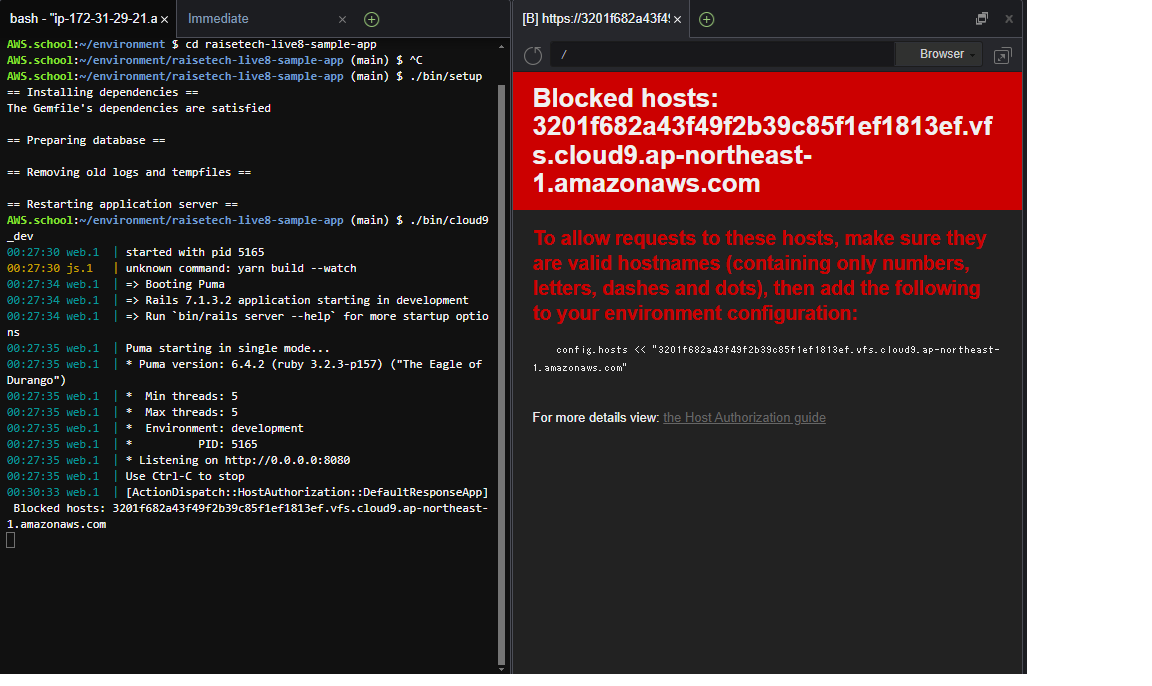 bash - "ip-172-31-29-21.a
Immediate
AWS.school:~/environment $ cd raisetech-live8-sample-app
AWS.school:~/environment/raisetech-live8-sample-app (main) $ ^C
AWS.school:~/environment/raisetech-live8-sample-app (main) $ ./bin/setup
== Installing dependencies ==
The Gemfile's dependencies are satisfied
== Preparing database ==
== Removing old logs and tempfiles ==
== Restarting application server ==
AWS.school:~/environment/raisetech-live8-sample-app (main) $ ./bin/cloud9
_dev
00:27:30 web.1  | started with pid 5165
00:27:30 js.1   | unknown command: yarn build --watch
00:27:34 web.1  | => Booting Puma
00:27:34 web.1  | => Rails 7.1.3.2 application starting in development
00:27:34 web.1  | => Run `bin/rails server --help` for more startup optio
ns
00:27:35 web.1  | Puma starting in single mode...
00:27:35 web.1  | * Puma version: 6.4.2 (ruby 3.2.3-p157) ("The Eagle of
Durango")
00:27:35 web.1  | *  Min threads: 5
00:27:35 web.1  | *  Max threads: 5
00:27:35 web.1  | *  Environment: development
00:27:35 web.1  | *          PID: 5165
00:27:35 web.1  | * Listening on http://0.0.0.0:8080
00:27:35 web.1  | Use Ctrl-C to stop
00:30:33 web.1  | [ActionDispatch::HostAuthorization::DefaultResponseApp]
Blocked hosts: 3201f682a43f49f2b39c85f1ef1813ef.vfs.cloud9.ap-northeast-
1.amazonaws.com
[B] https://3201f682a43f49
/
Browser
Blocked hosts:
3201f682a43f49f2b39c85f1ef1813ef.vf
s.cloud9.ap-northeast-
1.amazonaws.com
To allow requests to these hosts, make sure they
are valid hostnames (containing only numbers,
letters, dashes and dots), then add the following
to your environment configuration:
config.hosts << "3201f682a43f49f2b39c85f1ef1813ef.vfs.cloud9.ap-northeast-
1.amazonaws.com"
For more details view: the Host Authorization guide